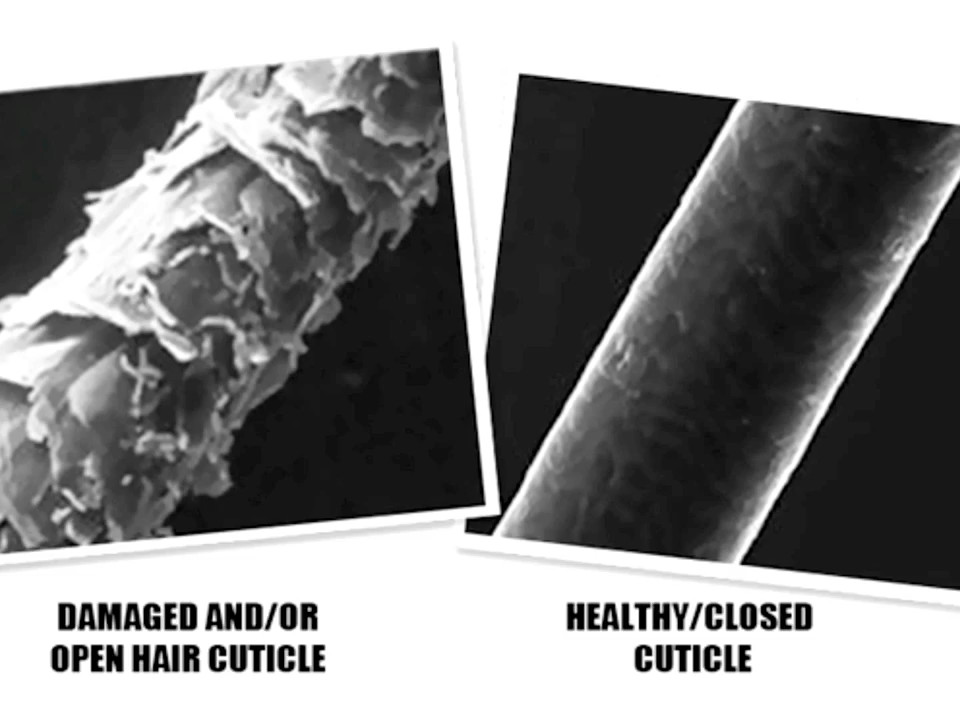 DAMAGED AND/OR
OPEN HAIR CUTICLE
HEALTHY/CLOSED
CUTICLE